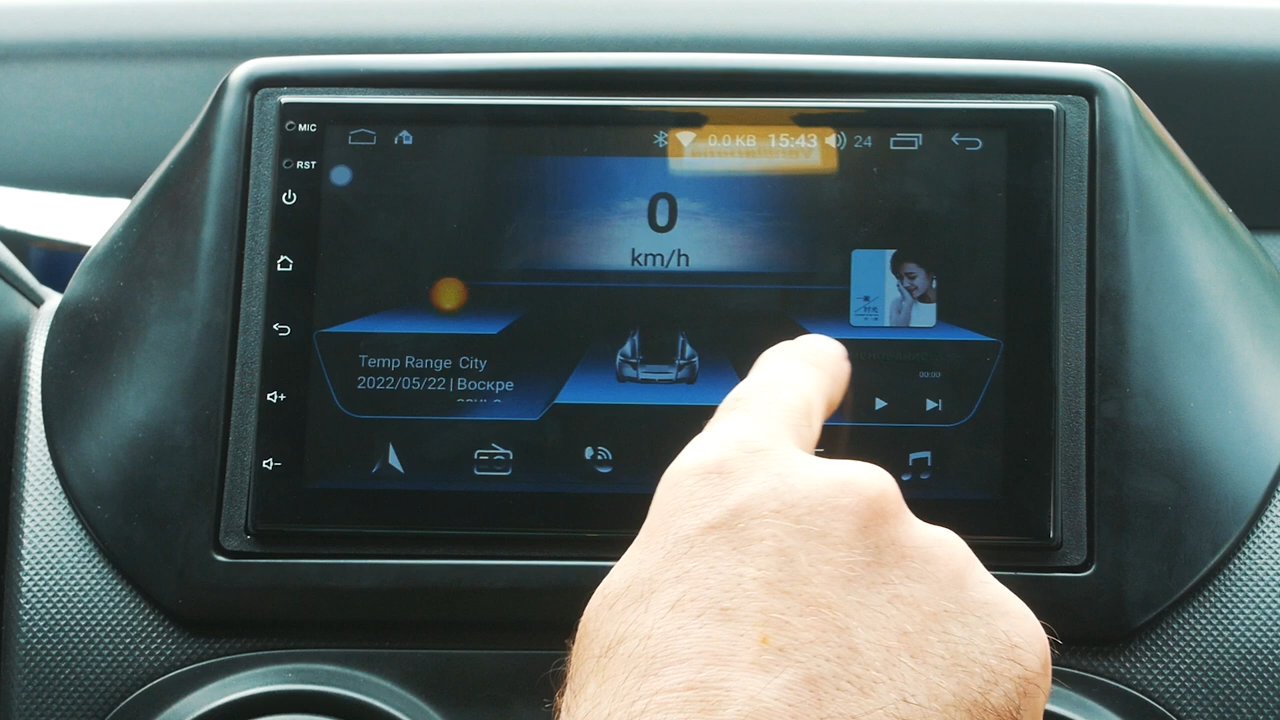 MIC
RST
0.0 KB 15:43 24
0
km/h
Temp Range City
2022/05/22 | Воскре
00:00